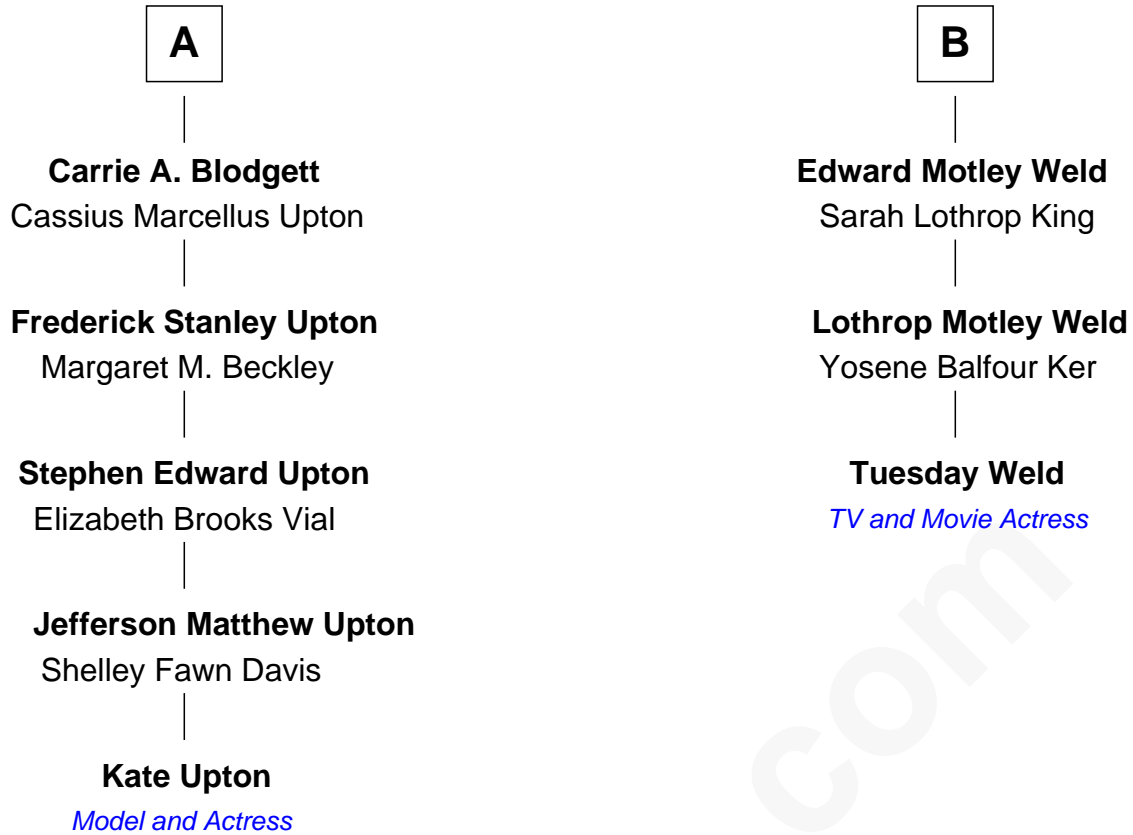 A
Carrie A. Blodgett
Cassius Marcellus Upton
Frederick Stanley Upton
Margaret M. Beckley
Stephen Edward Upton
Elizabeth Brooks Vial
Jefferson Matthew Upton
Shelley Fawn Davis
Kate Upton
Model and Actress
B
Edward Motley Weld
Sarah Lothrop King
Lothrop Motley Weld
Yosene Balfour Ker
Tuesday Weld
TV and Movie Actress
com